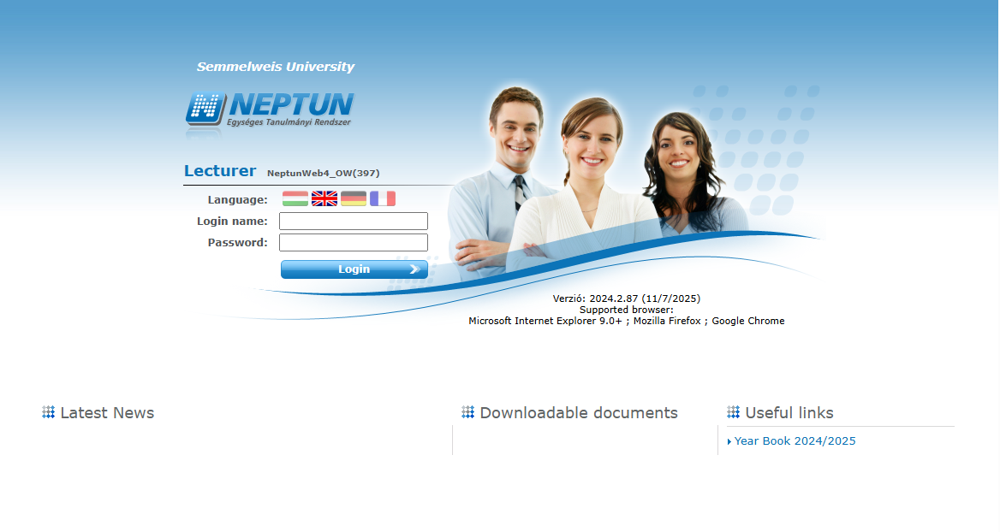 Semmelweis University
NEPTUN
Egységes Tanulmányi Rendszer
Lecturer NeptunWeb4_OW(397)
Language:
Login name:
Password:
Login
Verzió: 2024.2.87 (11/7/2025)
Supported browser:
Microsoft Internet Explorer 9.0+ ; Mozilla Firefox ; Google Chrome
Latest News
Downloadable documents
Useful links
Year Book 2024/2025